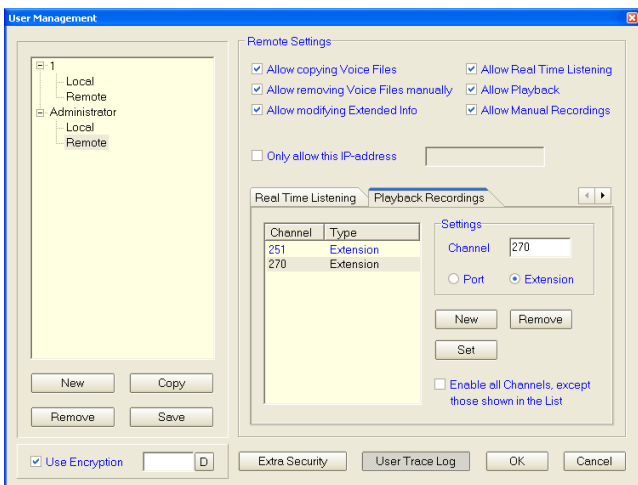 User Management
1
Local
Remote
Administrator
Local
Remote
New
Copy
Remove
Save
Use Encryption
D
Remote Settings
Allow copying Voice Files
Allow Real Time Listening
Allow removing Voice Files manually
Allow Playback
Allow modifying Extended Info
Allow Manual Recordings
Only allow this IP-address
Real Time Listening
Playback Recordings
Channel Type
251 Extension
270 Extension
Settings
Channel 270
Port
Extension
New
Remove
Set
Enable all Channels, except
those shown in the List
Extra Security
User Trace Log
OK
Cancel